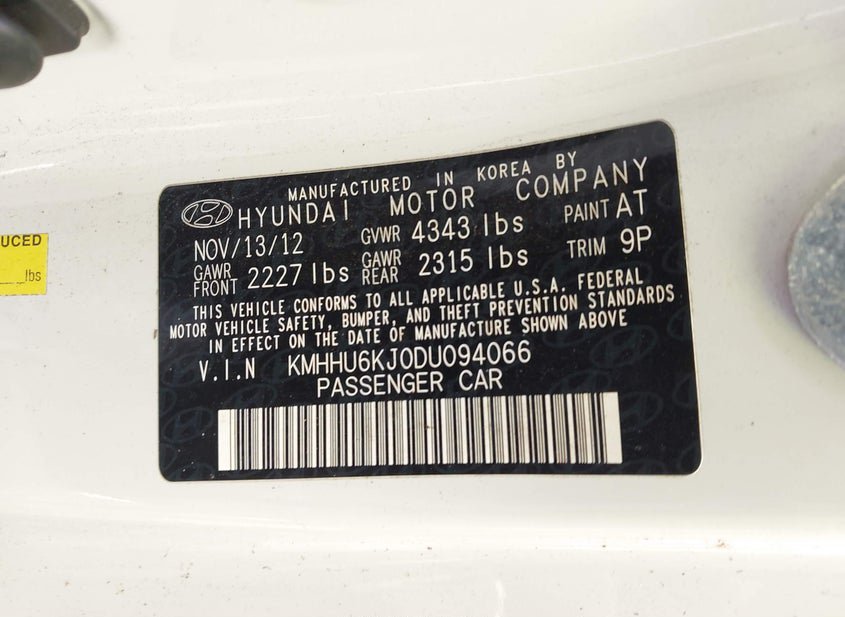 UCED
lbs
MANUFACTURED IN KOREA BY
HYUNDAI MOTOR COMPANY
NOV/13/12 GVWR 4343 lbs PAINT AT
GAWR FRONT 2227 lbs GAWR REAR 2315 lbs TRIM 9P
THIS VEHICLE CONFORMS TO ALL APPLICABLE U.S.A. FEDERAL
MOTOR VEHICLE SAFETY, BUMPER, AND THEFT PREVENTION STANDARDS
IN EFFECT ON THE DATE OF MANUFACTURE SHOWN ABOVE
V.I.N KMHHU6KJ0DU094066
PASSENGER CAR